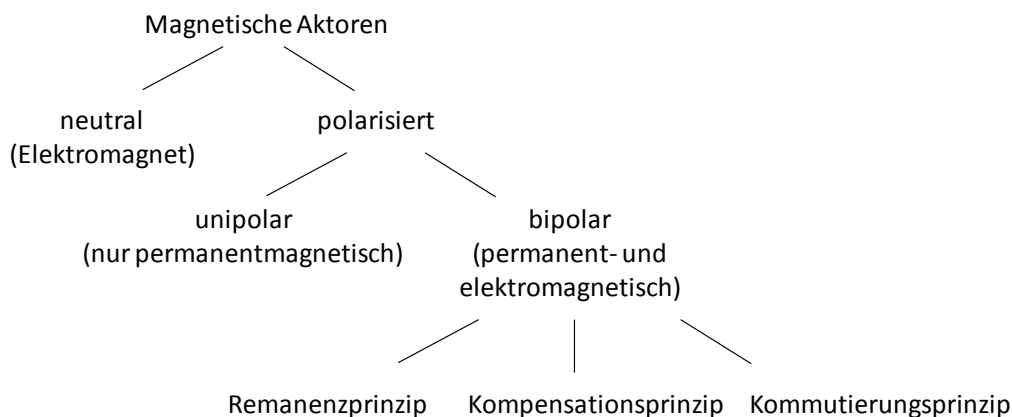 Magnetische Aktoren
neutral
(Elektromagnet)
polarisiert
unipolar
(nur permanentmagnetisch)
bipolar
(permanent- und
elektromagnetisch)
Remanenzprinzip
Kompensationsprinzip
Kommutierungsprinzip